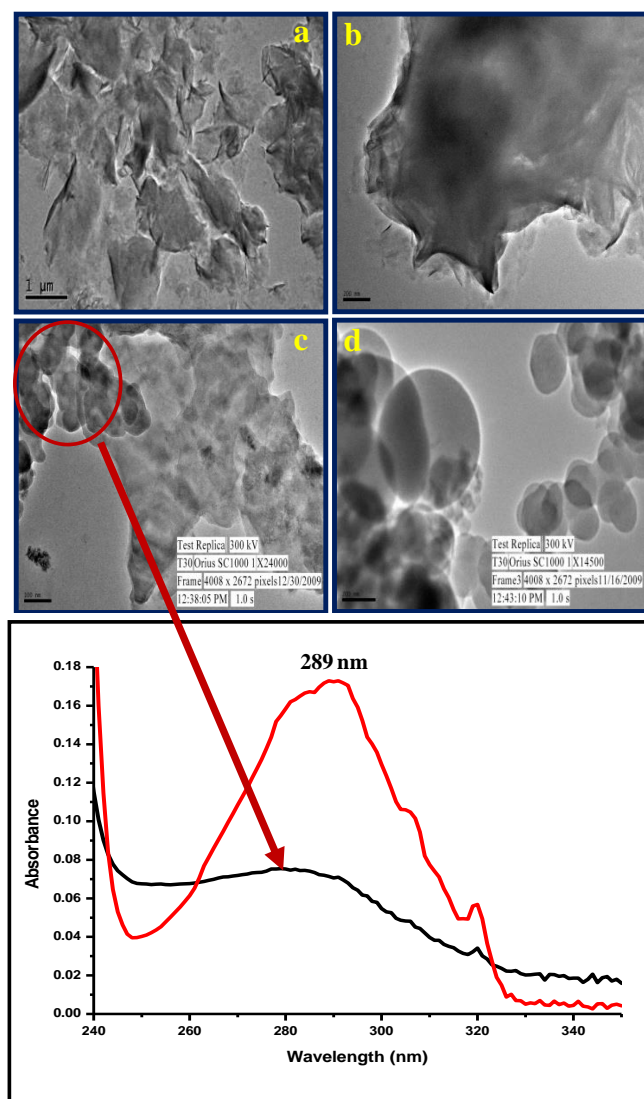 a
b
1 µm
200 nm
c
d
Test Replica 300 kV
T30 Orius SC1000 1X24000
Frame 4008 x 2672 pixels12/30/2009
12:38:05 PM 1.0 s
Test Replica 300 kV
T30 Orius SC1000 1X14500
Frame3 4008 x 2672 pixels11/16/2009
12:43:10 PM 1.0 s
289 nm
0.18
0.16
0.14
0.12
0.10
0.08
0.06
0.04
0.02
0.00
Absorbance
240 260 280 300 320 340
Wavelength (nm)